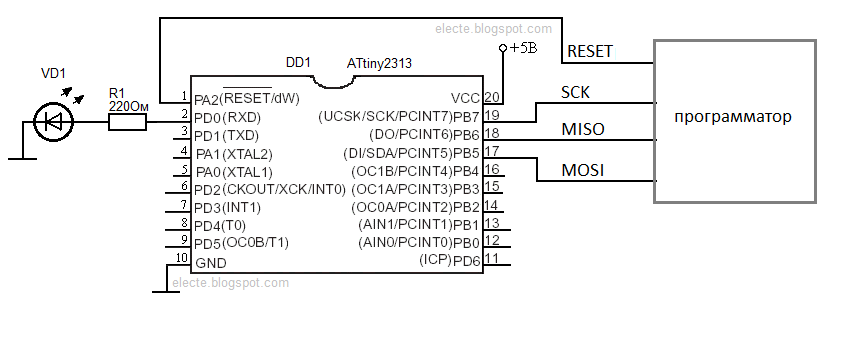 electe.blogspot.com
+5В
RESET
DD1 ATtiny2313
VD1
R1
220Ом
SCK
MISO
MOSI
программатор
1 PA2(RESET/dW) VCC 20
2 PD0(RXD) (UCSK/SCK/PCINT7)PB7 19
3 PD1(TXD) (DO/PCINT6)PB6 18
4 PA1(XTAL2) (DI/SDA/PCINT5)PB5 17
5 PA0(XTAL1) (OC1B/PCINT4)PB4 16
6 PD2(CKOUT/XCK/INT0) (OC1A/PCINT3)PB3 15
7 PD3(INT1) (OC0A/PCINT2)PB2 14
8 PD4(T0) (AIN1/PCINT1)PB1 13
9 PD5(OC0B/T1) (AIN0/PCINT0)PB0 12
10 GND (ICP)PD6 11
electe.blogspot.com